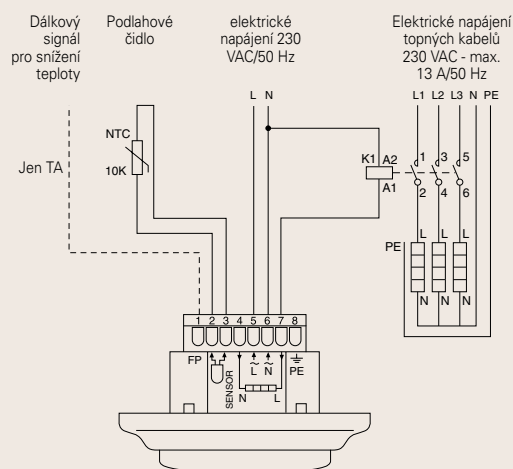 Dálkový
signál
pro snížení
teploty
Podlahové
čidlo
elektrické
napájení 230
VAC/50 Hz
Elektrické napájení
topných kabelů
230 VAC - max.
13 A/50 Hz
L N
L1 L2 L3 N PE
NTC
10K
Jen TA
K1 A2
A1
1 3 5
2 4 6
PE
L L L
N N N
1 2 3 4 5 6 7 8
FP
SENSOR
L N
PE
N L